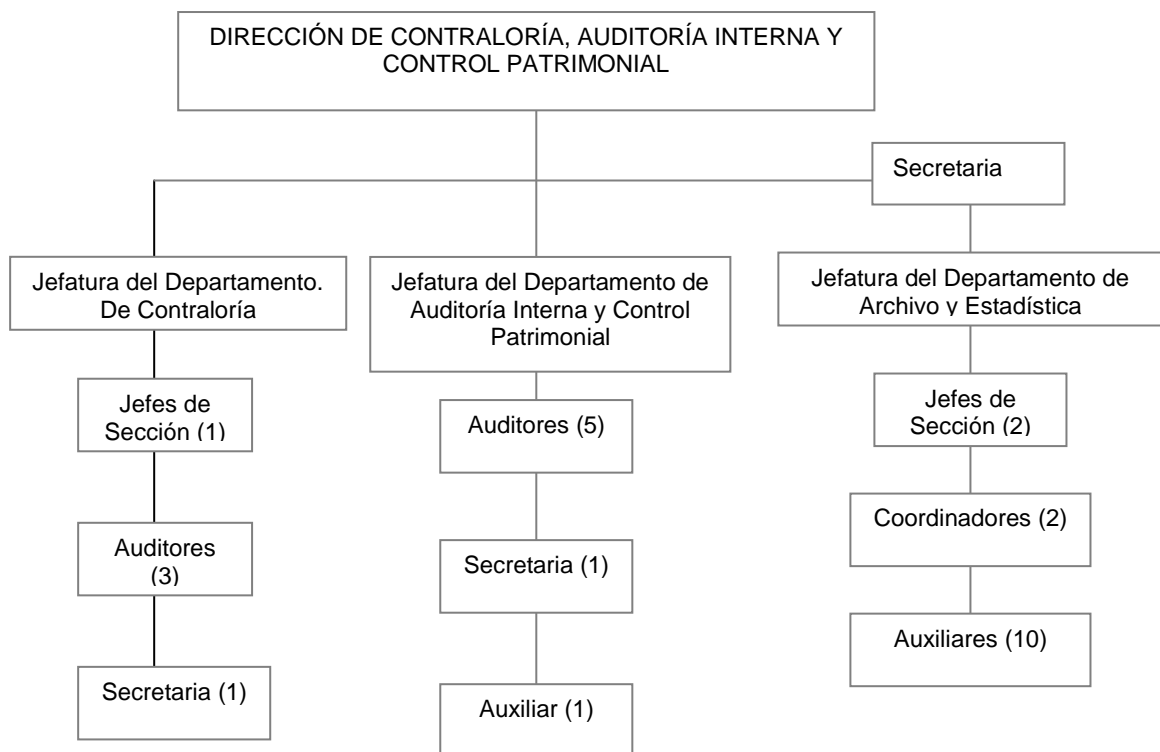 DIRECCIÓN DE CONTRALORÍA, AUDITORÍA INTERNA Y
CONTROL PATRIMONIAL
Secretaria
Jefatura del Departamento.
De Contraloría
Jefatura del Departamento de
Auditoría Interna y Control
Patrimonial
Jefatura del Departamento de
Archivo y Estadística
Jefes de
Sección (1)
Auditores (5)
Jefes de
Sección (2)
Auditores
(3)
Secretaria (1)
Coordinadores (2)
Secretaria (1)
Auxiliar (1)
Auxiliares (10)